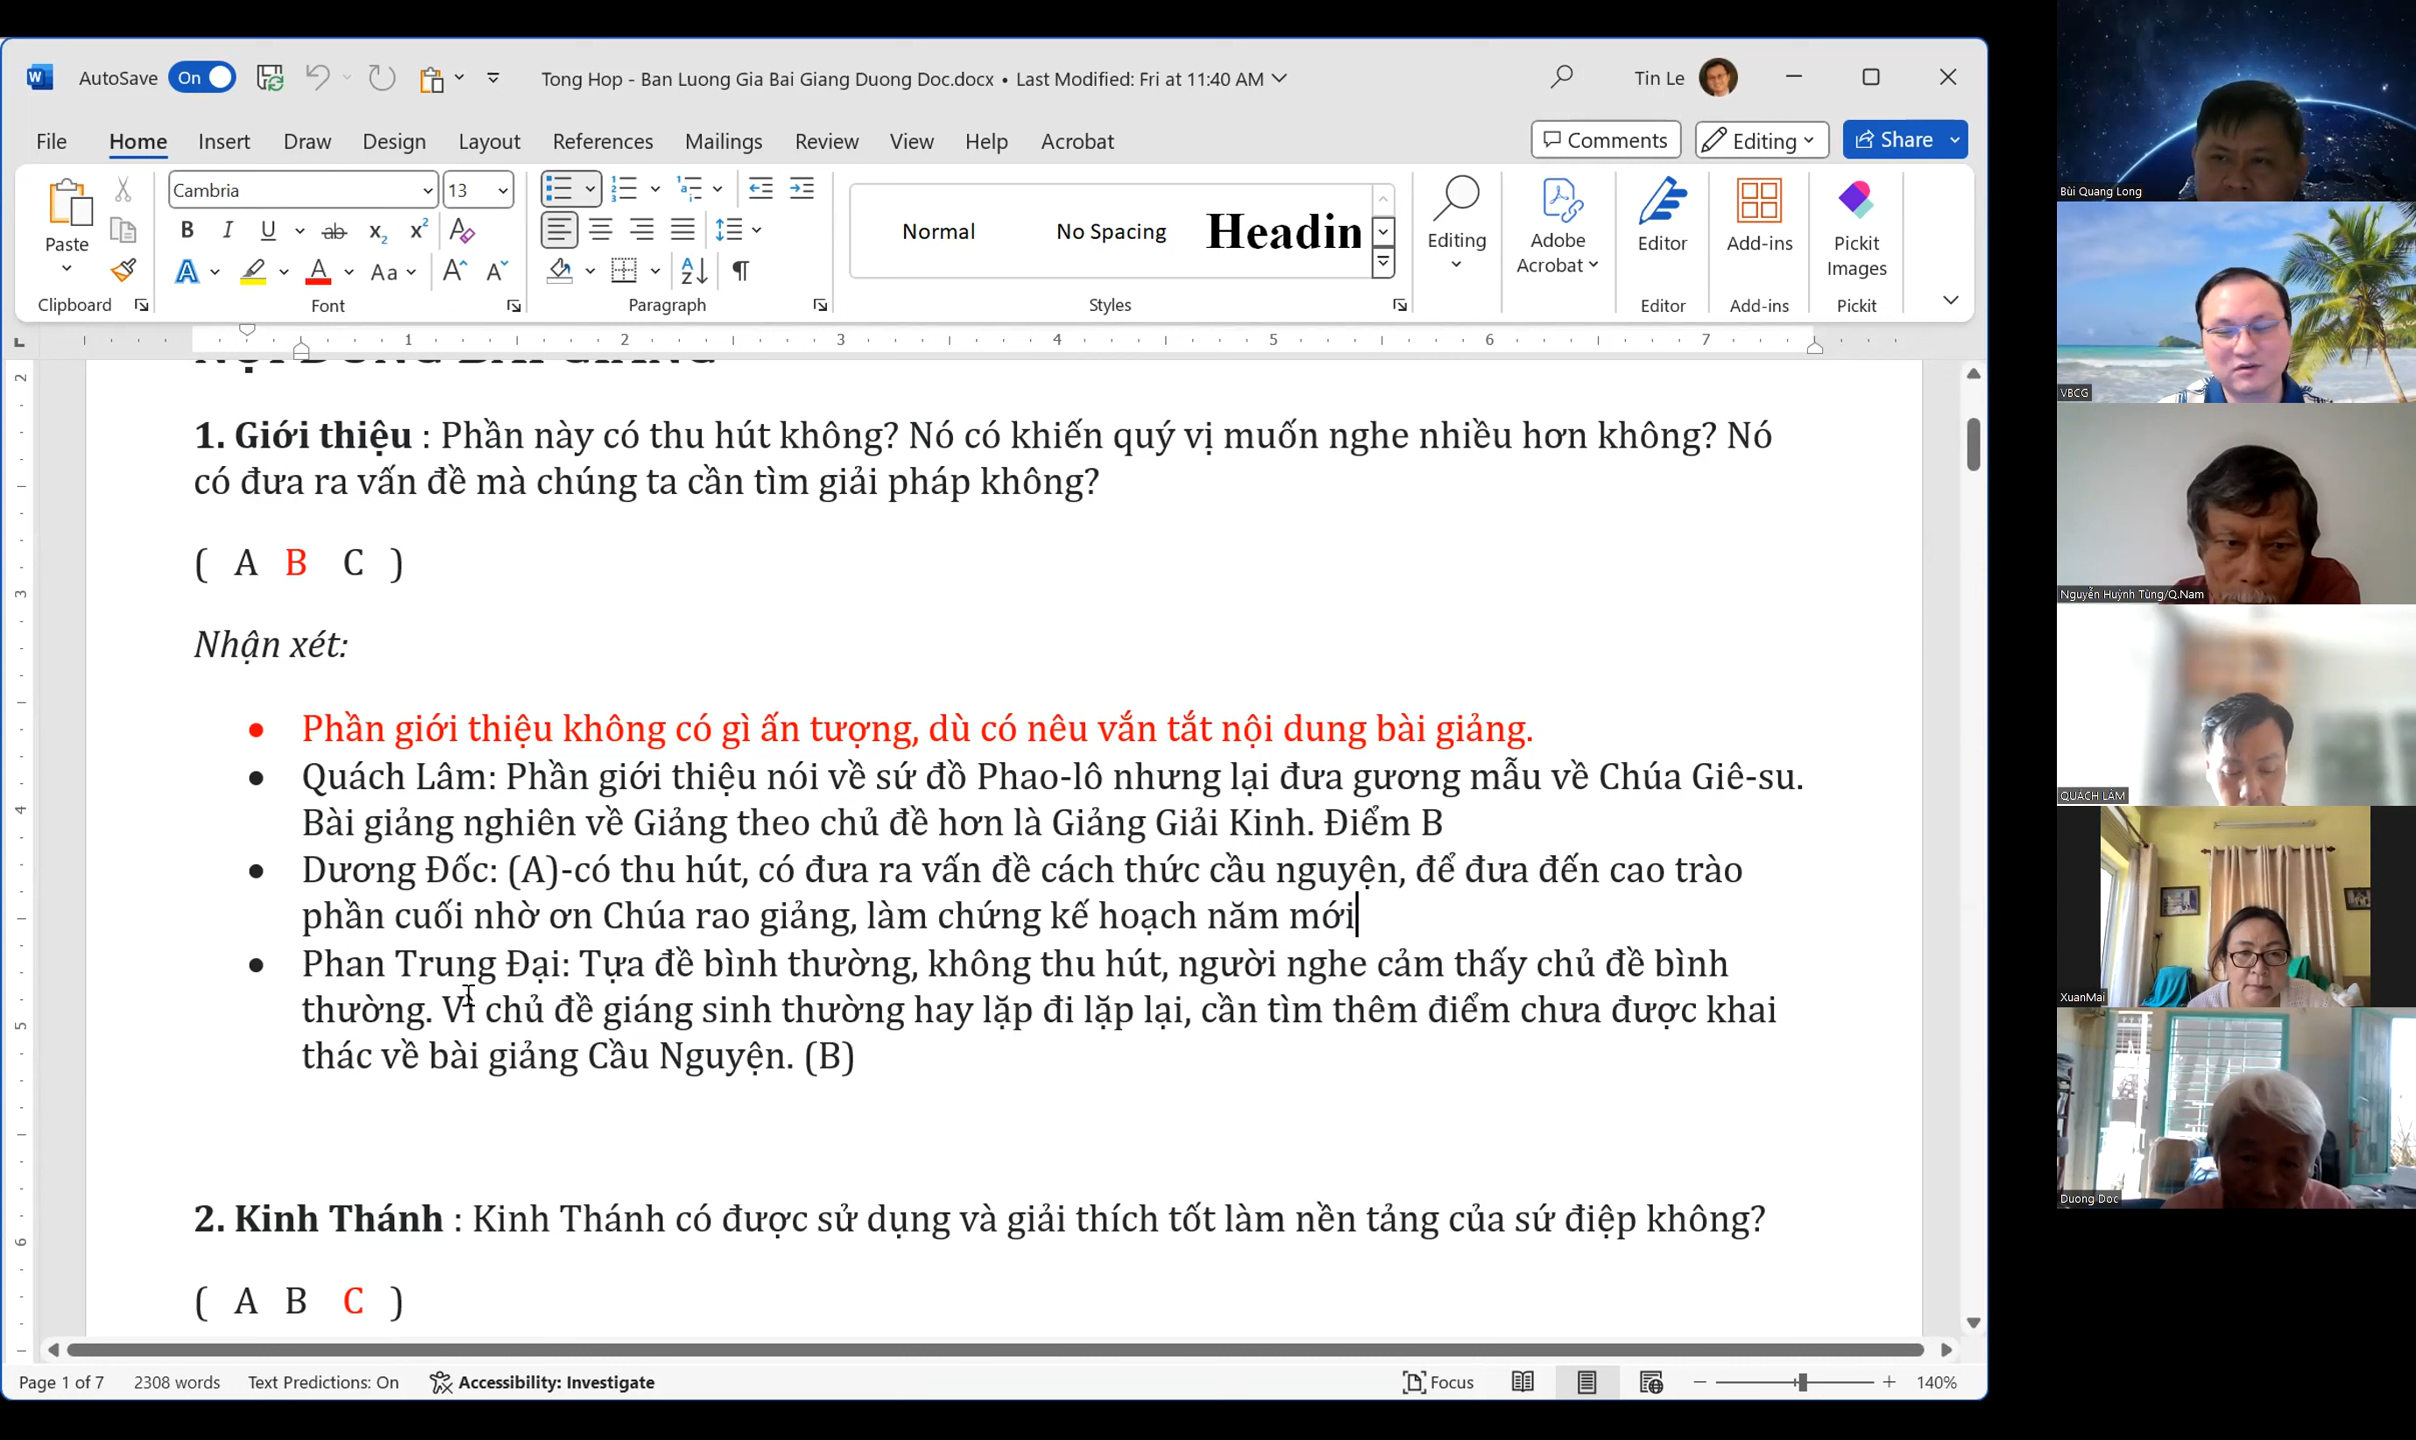 AutoSave On Tong Hop - Ban Luong Gia Bai Giang Duong Doc.docx • Last Modified: Fri at 11:40 AM Tin Le
File Home Insert Draw Design Layout References Mailings Review View Help Acrobat Comments Editing Share
Paste
Cambria 13
Normal No Spacing Headin
Editing
Adobe Acrobat
Editor
Add-ins
Pickit Images
Clipboard Font Paragraph Styles Editor Add-ins Pickit
1 2 3 4 5 6 7
NỘI DUNG BÀI GIẢNG
1. Giới thiệu : Phần này có thu hút không? Nó có khiến quý vị muốn nghe nhiều hơn không? Nó
có đưa ra vấn đề mà chúng ta cần tìm giải pháp không?
( A B C )
Nhận xét:
• Phần giới thiệu không có gì ấn tượng, dù có nêu vắn tắt nội dung bài giảng.
• Quách Lâm: Phần giới thiệu nói về sứ đồ Phao-lô nhưng lại đưa gương mẫu về Chúa Giê-su.
Bài giảng nghiên về Giảng theo chủ đề hơn là Giảng Giải Kinh. Điểm B
• Dương Đốc: (A)-có thu hút, có đưa ra vấn đề cách thức cầu nguyện, để đưa đến cao trào
phần cuối nhờ ơn Chúa rao giảng, làm chứng kế hoạch năm mới
• Phan Trung Đại: Tựa đề bình thường, không thu hút, người nghe cảm thấy chủ đề bình
thường. Vì chủ đề giáng sinh thường hay lặp đi lặp lại, cần tìm thêm điểm chưa được khai
thác về bài giảng Cầu Nguyện. (B)
2. Kinh Thánh : Kinh Thánh có được sử dụng và giải thích tốt làm nền tảng của sứ điệp không?
( A B C )
Page 1 of 7 2308 words Text Predictions: On Accessibility: Investigate Focus 140%
Bùi Quang Long
VBCG
Nguyễn Huỳnh Tùng/Q.Nam
QUÁCH LÂM
XuanMai
Duong Doc